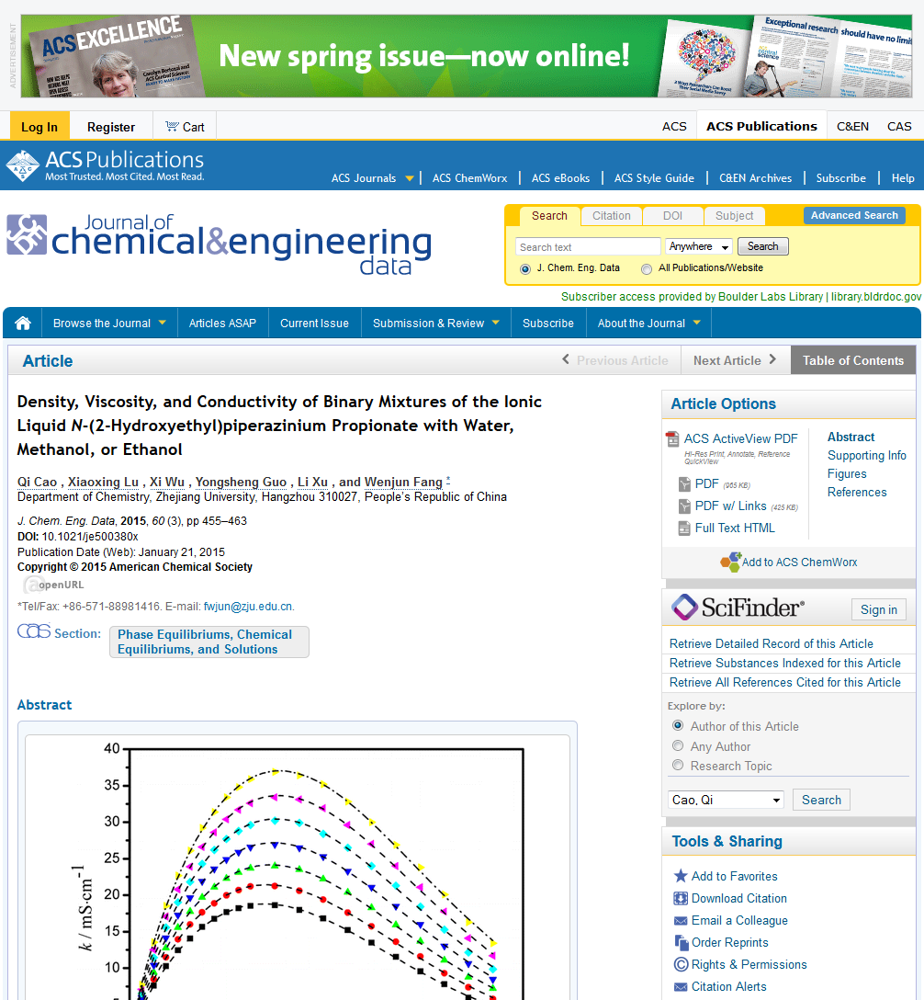 ADVERTISEMENT
ACS EXCELLENCE
New spring issue—now online!
Exceptional research should have no limit
central science
Log In Register Cart ACS ACS Publications C&EN CAS
ACS Publications
Most Trusted. Most Cited. Most Read.
ACS Journals ACS ChemWorx ACS eBooks ACS Style Guide C&EN Archives Subscribe Help
Journal of
chemical&engineering
data
Search Citation DOI Subject Advanced Search
Search text Anywhere Search
J. Chem. Eng. Data All Publications/Website
Subscriber access provided by Boulder Labs Library | library.bldrdoc.gov
Browse the Journal Articles ASAP Current Issue Submission & Review Subscribe About the Journal
Article Previous Article Next Article Table of Contents
Density, Viscosity, and Conductivity of Binary Mixtures of the Ionic
Liquid N-(2-Hydroxyethyl)piperazinium Propionate with Water,
Methanol, or Ethanol
Qi Cao , Xiaoxing Lu , Xi Wu , Yongsheng Guo , Li Xu , and Wenjun Fang *
Department of Chemistry, Zhejiang University, Hangzhou 310027, People's Republic of China
J. Chem. Eng. Data, 2015, 60 (3), pp 455–463
DOI: 10.1021/je500380x
Publication Date (Web): January 21, 2015
Copyright © 2015 American Chemical Society
@openURL
*Tel/Fax: +86-571-88981416. E-mail: fwjun@zju.edu.cn.
CAS Section: Phase Equilibriums, Chemical
Equilibriums, and Solutions
Abstract
40
35
30
25
20
15
10
k / mS·cm-1
Article Options
ACS ActiveView PDF
Hi-Res Print, Annotate, Reference
QuickView
PDF (965 KB)
PDF w/ Links (425 KB)
Full Text HTML
Abstract
Supporting Info
Figures
References
Add to ACS ChemWorx
SciFinder® Sign in
Retrieve Detailed Record of this Article
Retrieve Substances Indexed for this Article
Retrieve All References Cited for this Article
Explore by:
Author of this Article
Any Author
Research Topic
Cao, Qi Search
Tools & Sharing
Add to Favorites
Download Citation
Email a Colleague
Order Reprints
Rights & Permissions
Citation Alerts